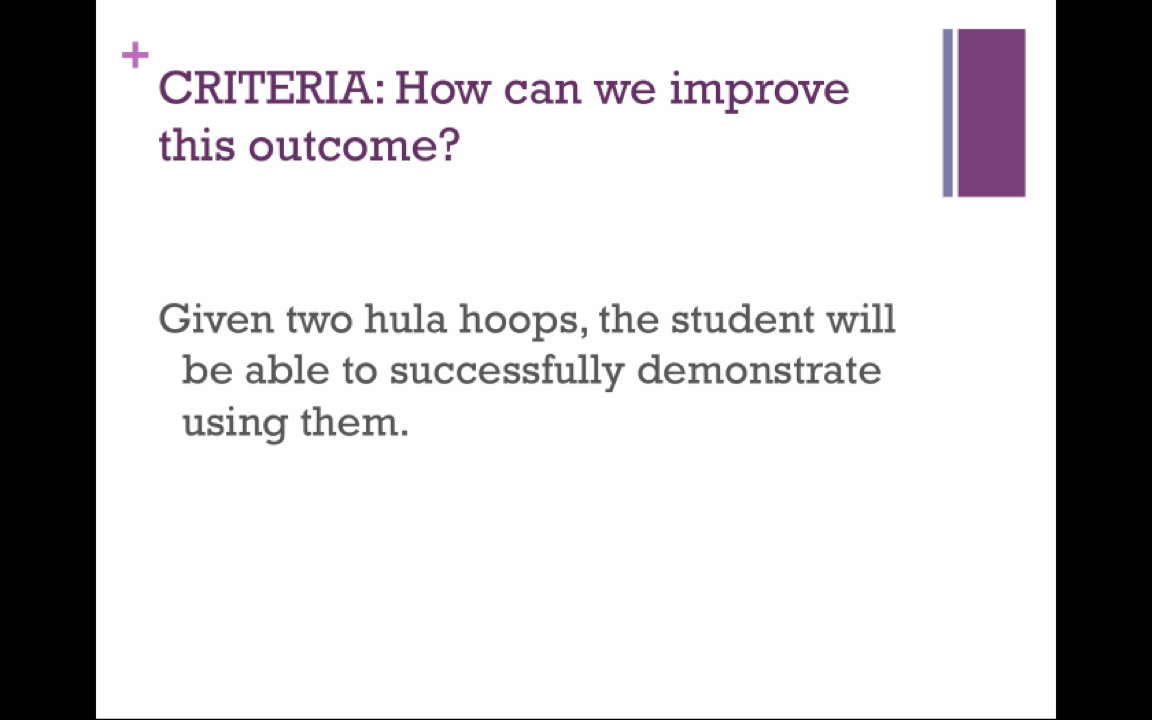 +
CRITERIA: How can we improve
this outcome?
Given two hula hoops, the student will
be able to successfully demonstrate
using them.